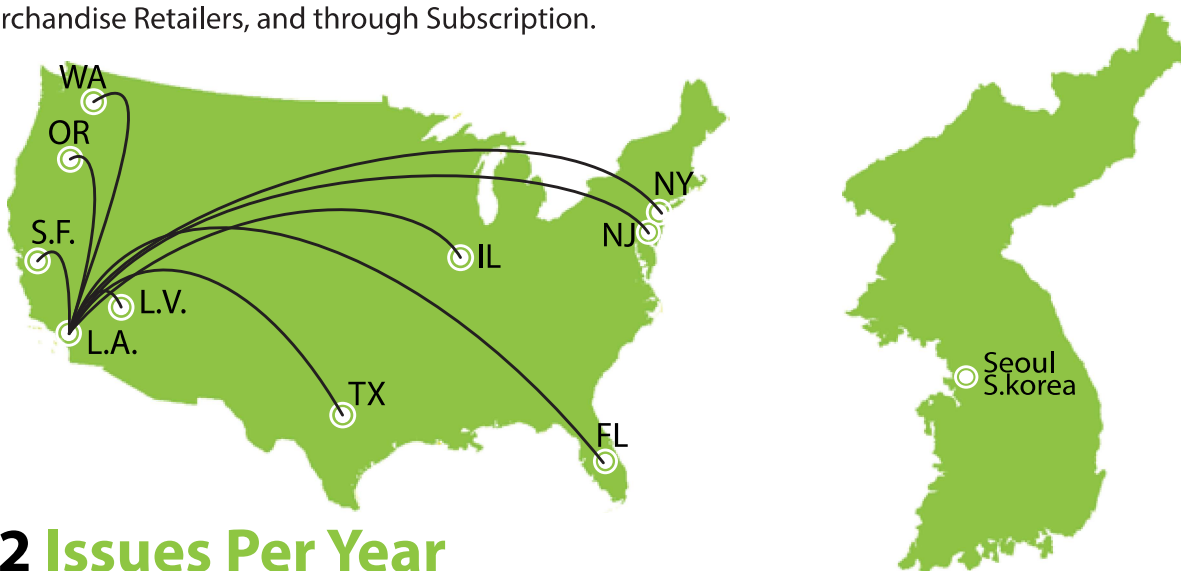 rchandise Retailers, and through Subscription.
WA
OR
NY
S.F.
NJ
IL
L.V.
L.A.
TX
FL
Seoul
S.korea
2 Issues Per Year